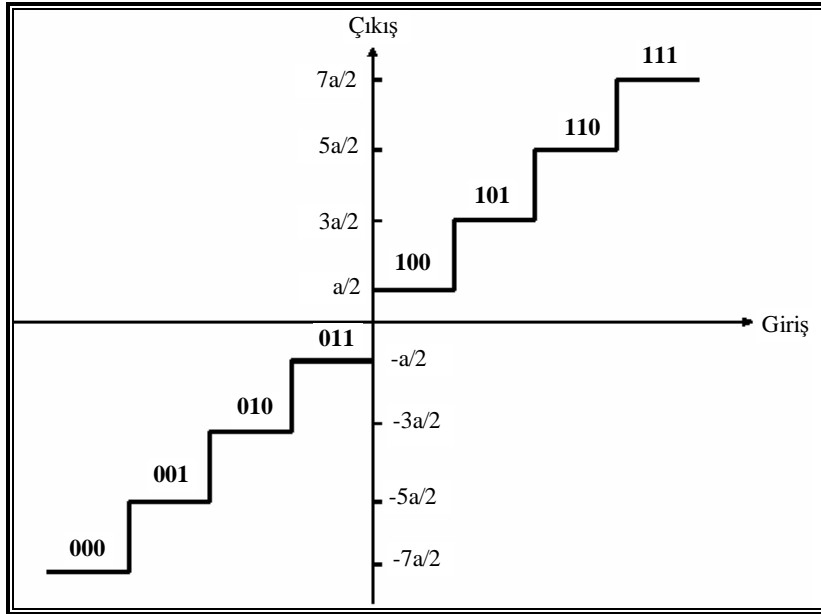 Çıkış
111
7a/2
110
5a/2
101
3a/2
100
a/2
Giriş
011
-a/2
010
-3a/2
001
-5a/2
000
-7a/2